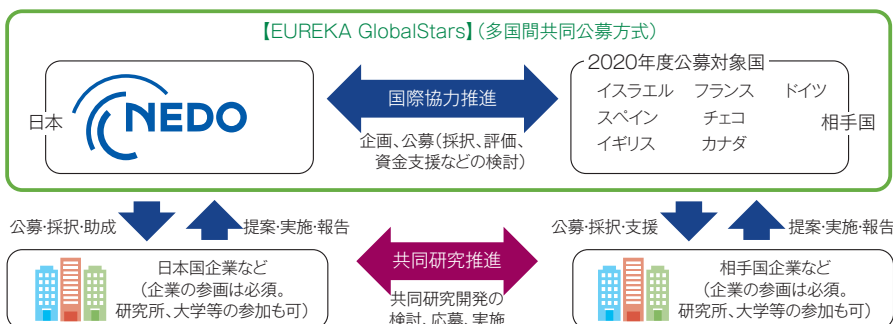 【EUREKA GlobalStars】(多国間共同公募方式)
日本
NEDO
国際協力推進
企画、公募(採択、評価、
資金支援などの検討)
2020年度公募対象国
イスラエル フランス ドイツ
スペイン チェコ
イギリス カナダ
相手国
公募・採択・助成
提案・実施・報告
公募・採択・支援
提案・実施・報告
日本国企業など
(企業の参画は必須。
研究所、大学等の参加も可)
共同研究推進
共同研究開発の
検討、応募、実施
相手国企業など
(企業の参画は必須。
研究所、大学等の参加も可)